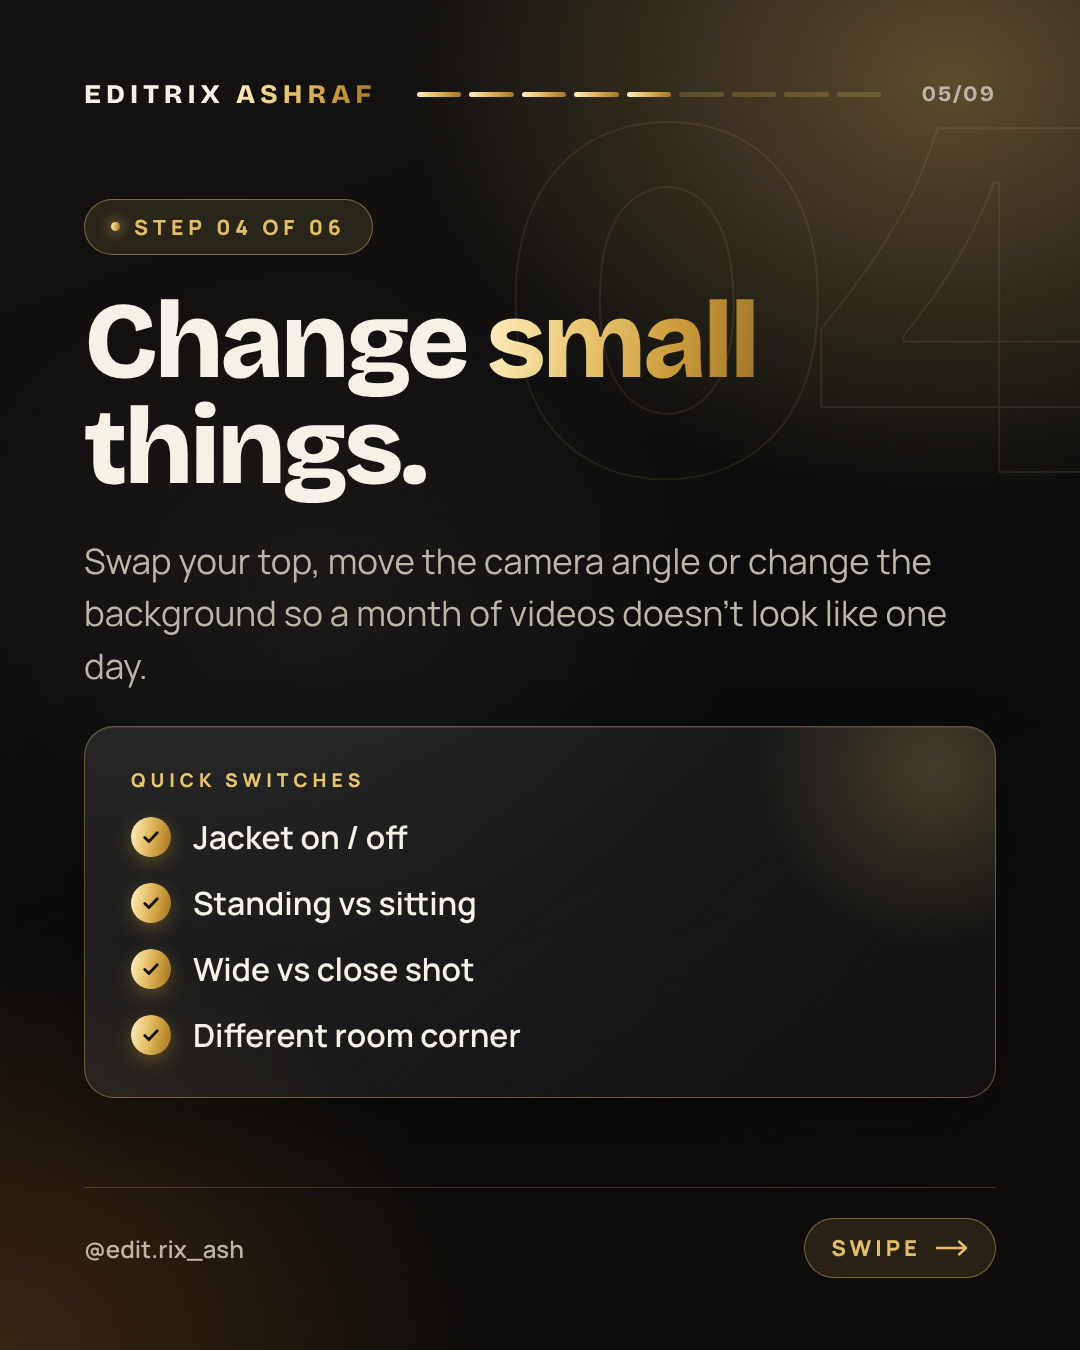 EDITRIX ASHRAF
05/09
04
STEP 04 OF 06
Change small
things.
Swap your top, move the camera angle or change the
background so a month of videos doesn’t look like one
day.
QUICK SWITCHES
Jacket on / off
Standing vs sitting
Wide vs close shot
Different room corner
@edit.rix_ash
SWIPE →